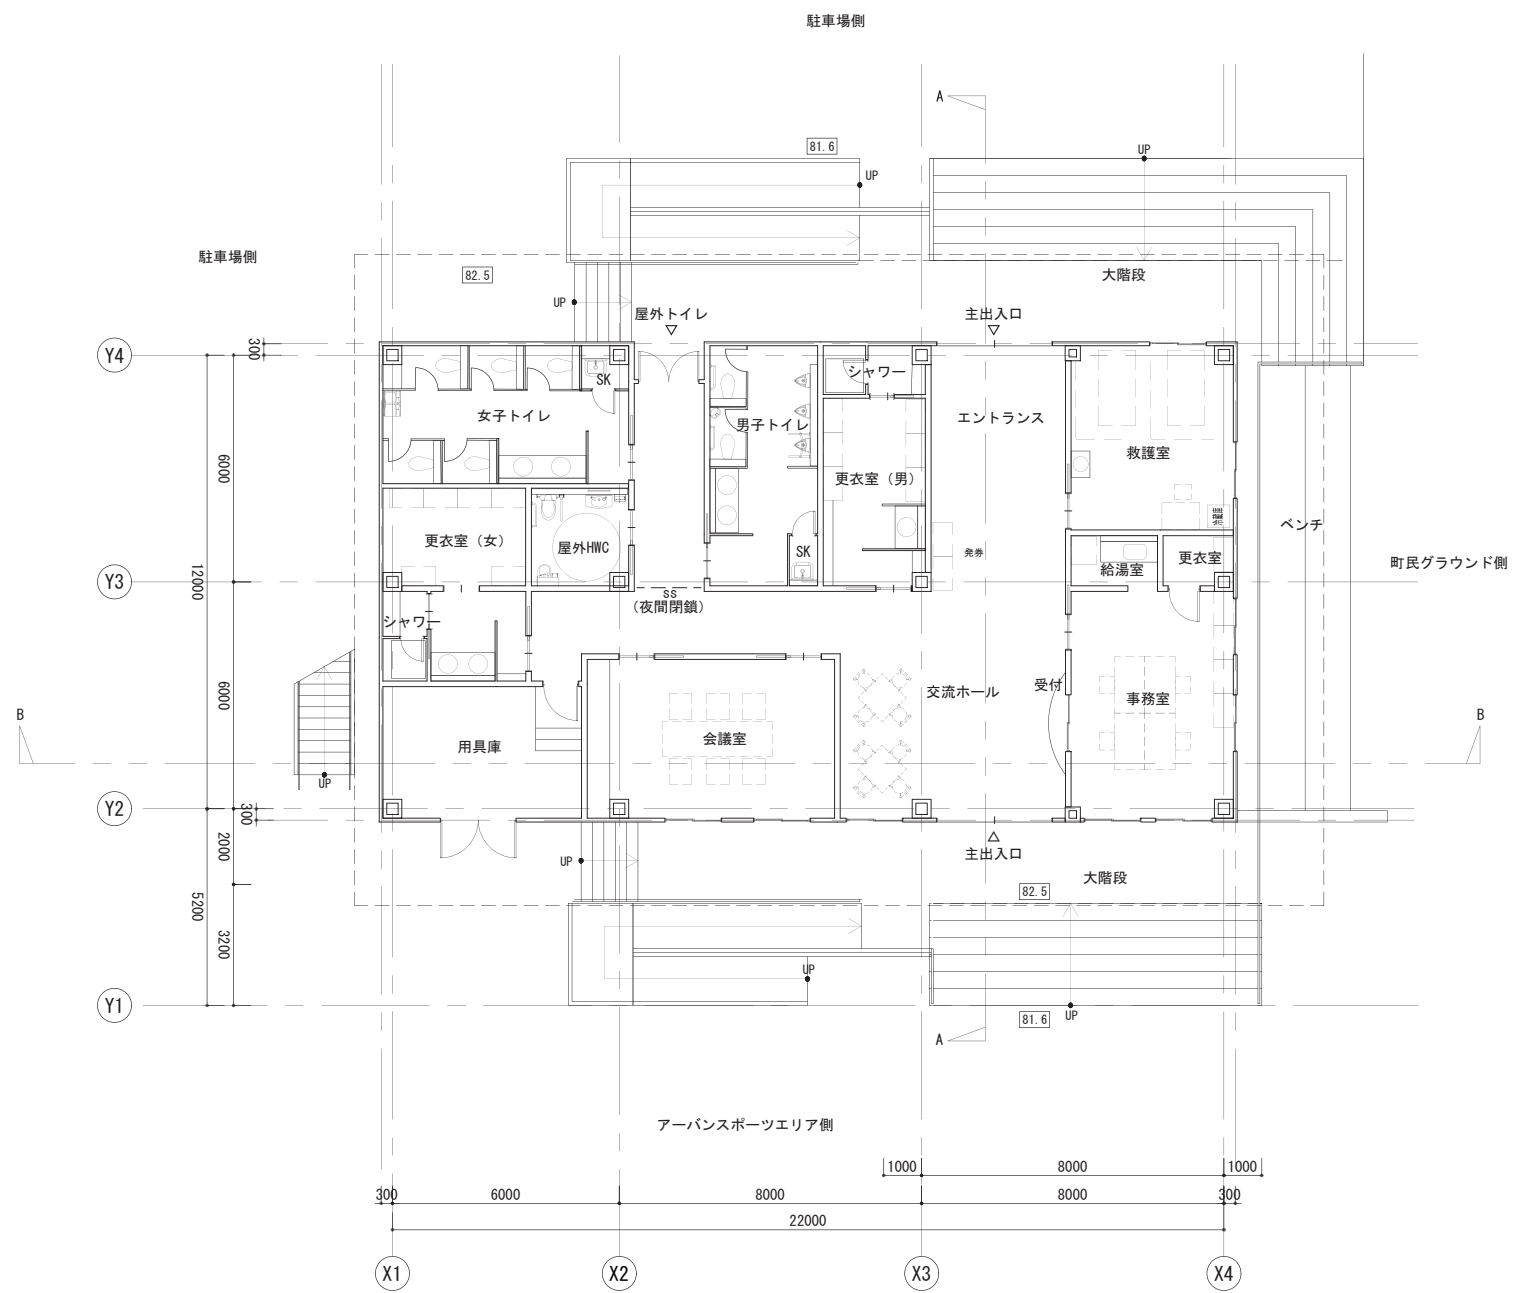 駐車場側
A
81.6
UP
UP
駐車場側
82.5
大階段
UP
屋外トイレ
主出入口
Y4
300
SK
シャワー
女子トイレ
男子トイレ
エントランス
救護室
6000
更衣室（男）
冷蔵庫
ベンチ
更衣室（女）
屋外HWC
SK
発券
更衣室
給湯室
町民グラウンド側
Y3
12000
SS
（夜間閉鎖）
シャワー
6000
受付
交流ホール
事務室
B
B
会議室
用具庫
UP
Y2
300
2000
UP
主出入口
大階段
82.5
5200
3200
UP
Y1
81.6
UP
A
アーバンスポーツエリア側
1000
8000
1000
300
6000
8000
8000
300
22000
X1
X2
X3
X4